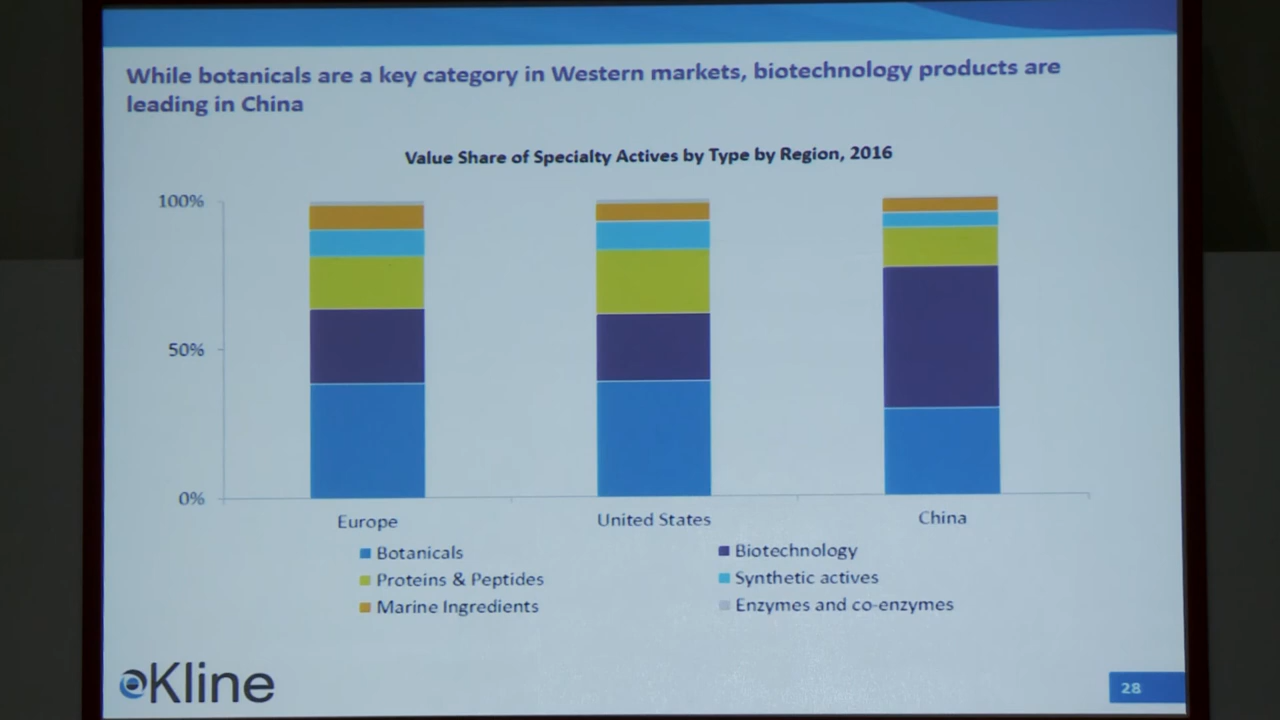 While botanicals are a key category in Western markets, biotechnology products are
leading in China
Value Share of Specialty Actives by Type by Region, 2016
100%
50%
0%
Europe
United States
China
Botanicals
Biotechnology
Proteins & Peptides
Synthetic actives
Marine Ingredients
Enzymes and co-enzymes
Kline
28